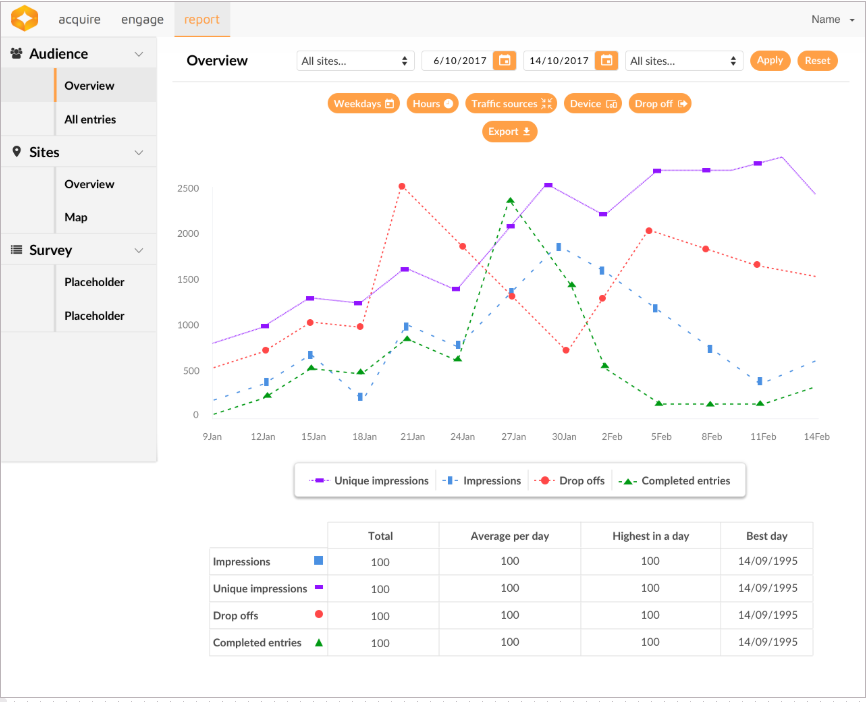 acquire engage report Name
Audience
Overview
All entries
Sites
Overview
Map
Survey
Placeholder
Placeholder
Overview All sites... 6/10/2017 14/10/2017 All sites... Apply Reset
Weekdays Hours Traffic sources Device Drop off
Export
2500
2000
1500
1000
500
0
9Jan 12Jan 15Jan 18Jan 21Jan 24Jan 27Jan 30Jan 2Feb 5Feb 8Feb 11Feb 14Feb
Unique impressions Impressions Drop offs Completed entries
Total Average per day Highest in a day Best day
Impressions 100 100 100 14/09/1995
Unique impressions 100 100 100 14/09/1995
Drop offs 100 100 100 14/09/1995
Completed entries 100 100 100 14/09/1995